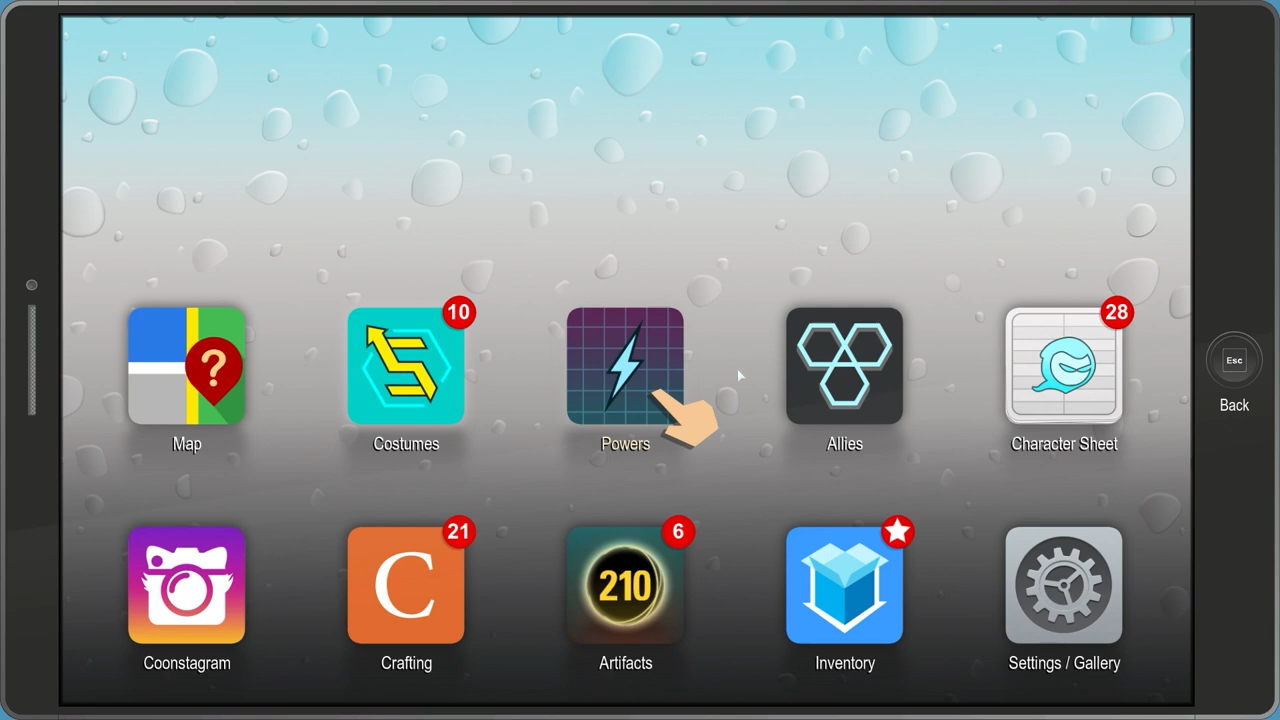 10
28
?
Map
Costumes
Powers
Allies
Character Sheet
Esc
Back
21
6
C
210
Coonstagram
Crafting
Artifacts
Inventory
Settings / Gallery